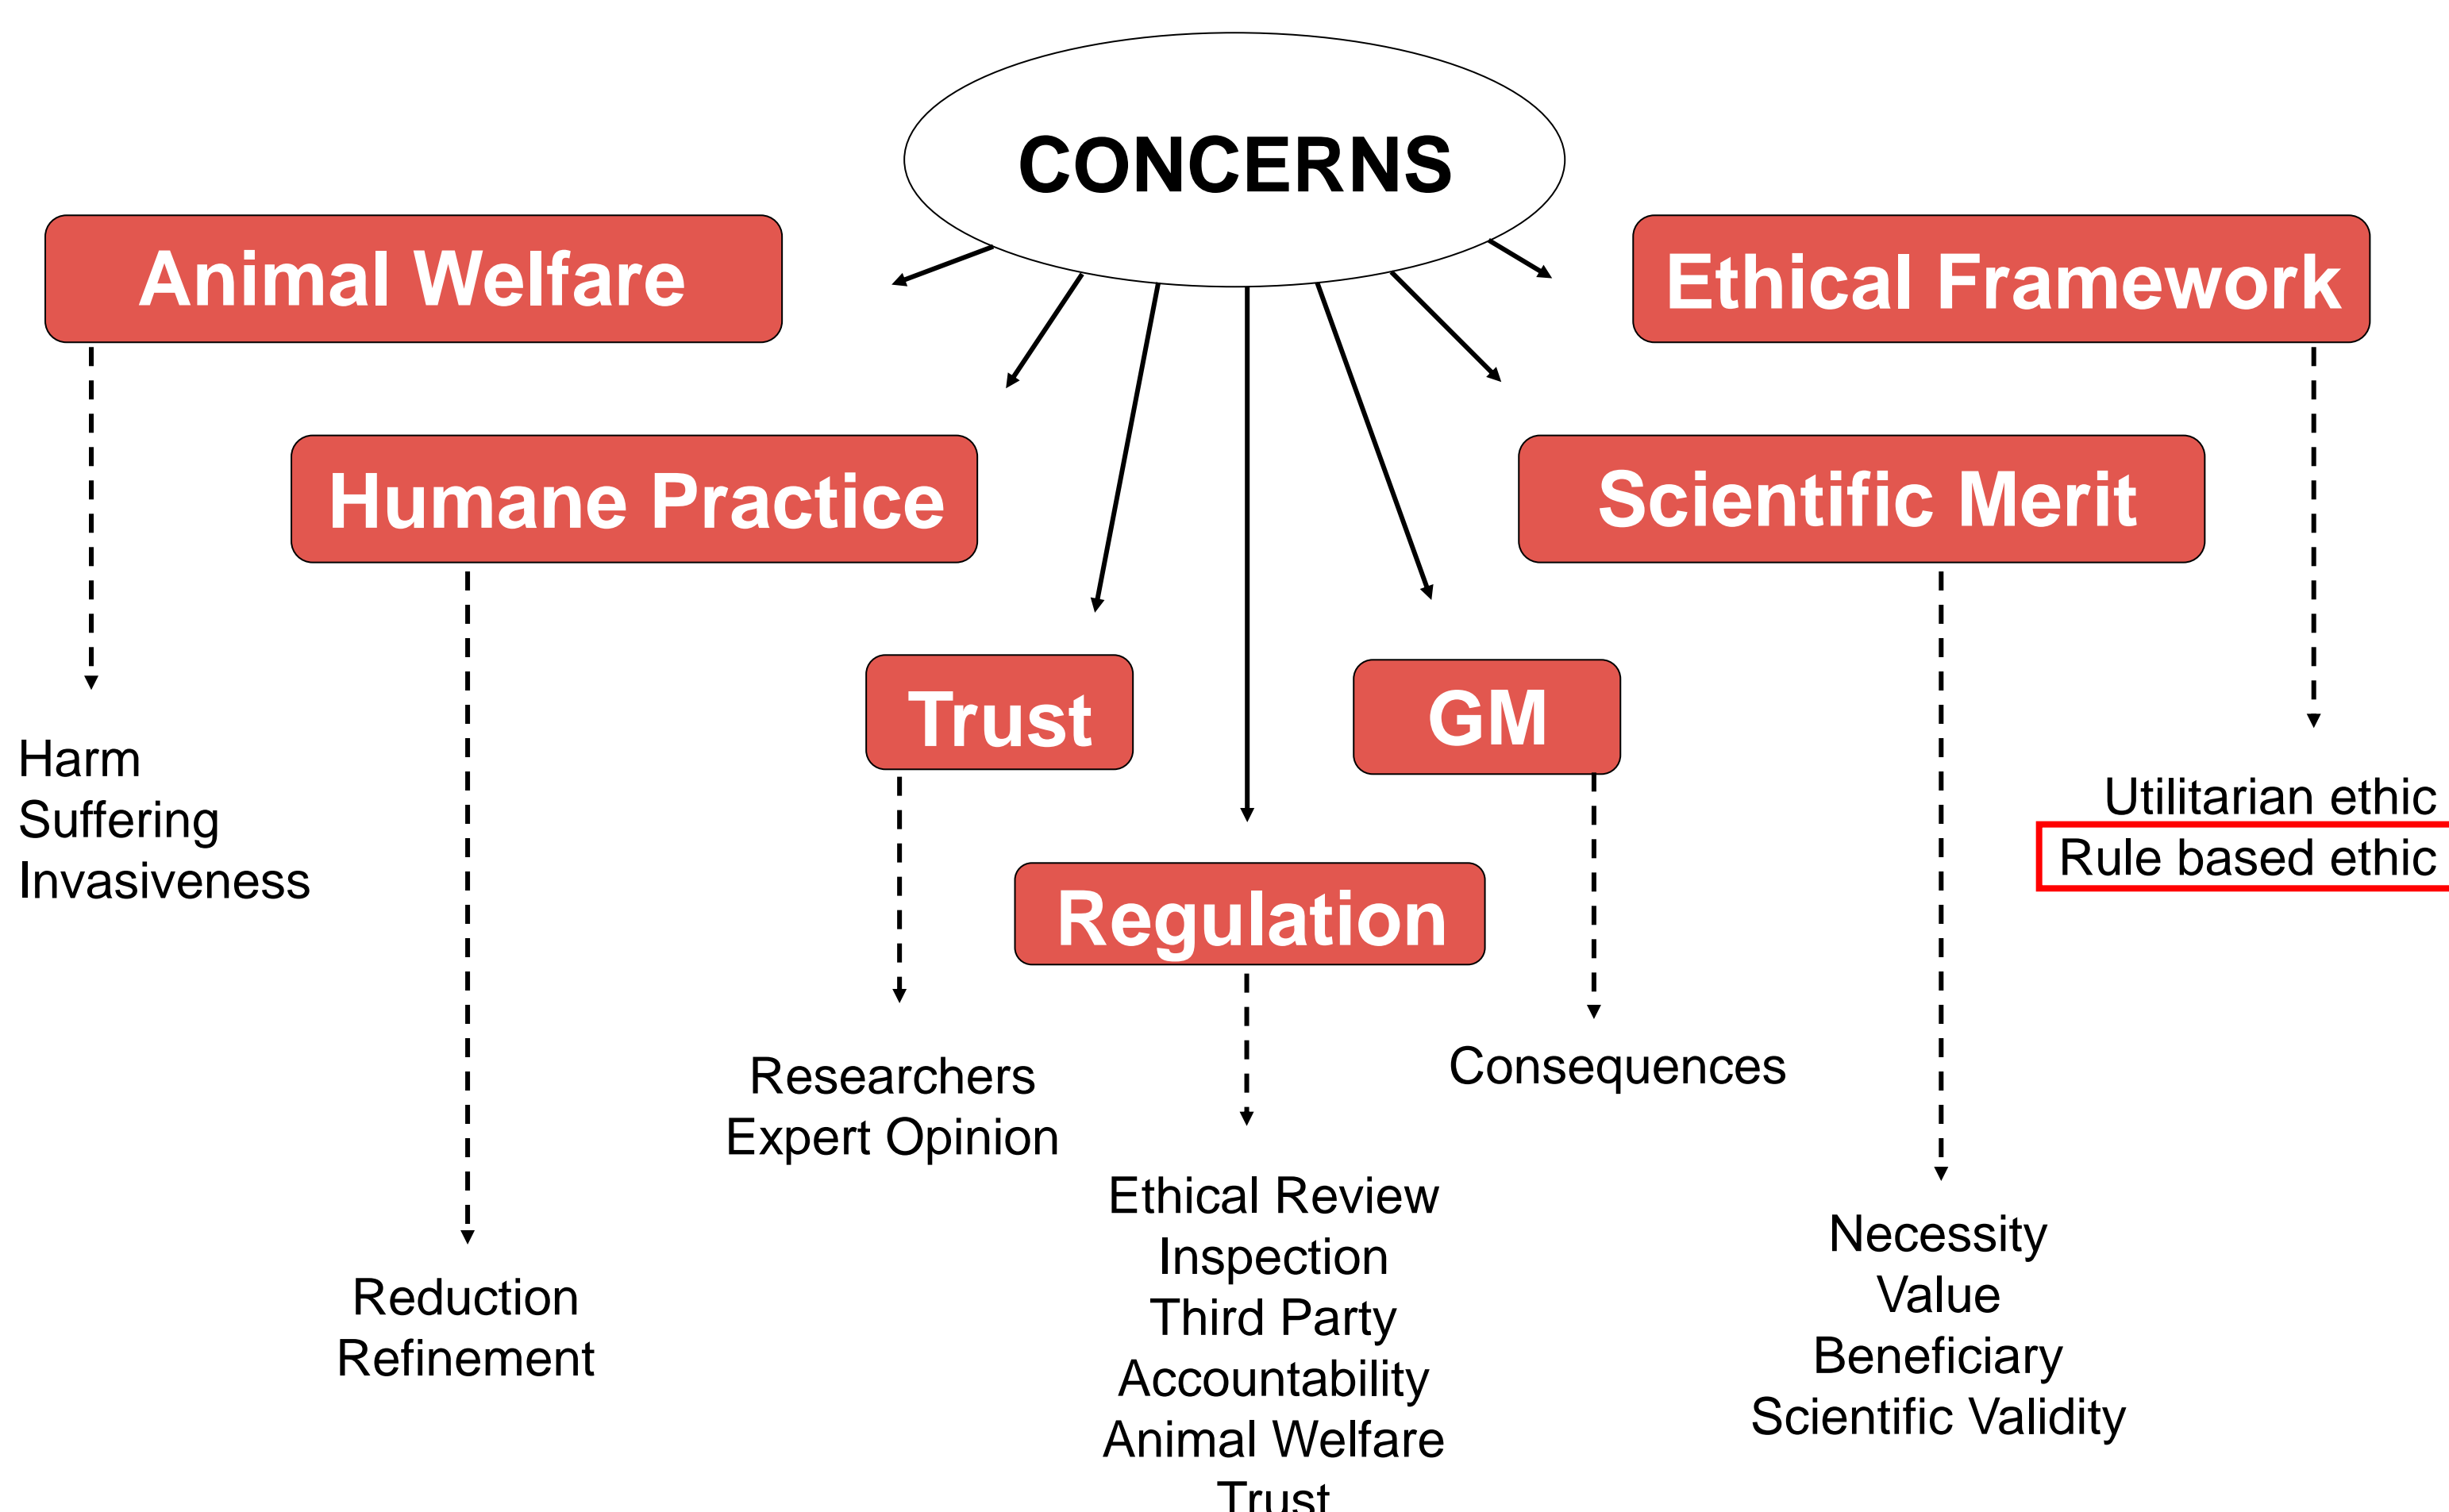 CONCERNS
Animal Welfare
Ethical Framework
Humane Practice
Scientific Merit
Trust
GM
Regulation
Harm
Suffering
Invasiveness
Utilitarian ethic
Rule based ethic
Researchers
Expert Opinion
Consequences
Ethical Review
Inspection
Third Party
Accountability
Animal Welfare
Trust
Necessity
Value
Beneficiary
Scientific Validity
Reduction
Refinement